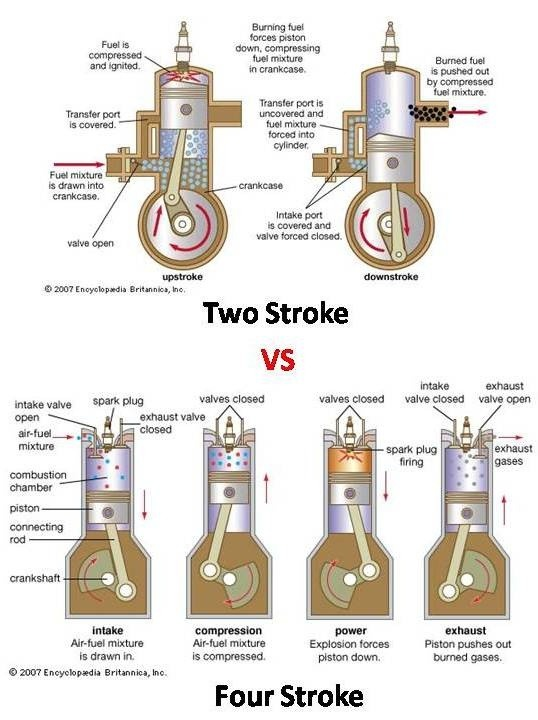 Fuel is
compressed
and ignited.
Burning fuel
forces piston
down, compressing
fuel mixture
in crankcase.
Burned fuel
is pushed out
by compressed
fuel mixture.
Transfer port
is covered.
Transfer port is
uncovered and
fuel mixture
forced into
cylinder.
Fuel mixture
is drawn into
crankcase.
crankcase
valve open
Intake port
is covered and
valve forced closed.
upstroke
downstroke
© 2007 Encyclopædia Britannica, Inc.
Two Stroke
VS
intake valve
open
spark plug
exhaust valve
closed
air-fuel
mixture
combustion
chamber
piston
connecting
rod
crankshaft
valves closed
valves closed
spark plug
firing
intake
valve closed
exhaust
valve open
exhaust
gases
intake
Air-fuel mixture
is drawn in.
compression
Air-fuel mixture
is compressed.
power
Explosion forces
piston down.
exhaust
Piston pushes out
burned gases.
© 2007 Encyclopædia Britannica, Inc.
Four Stroke